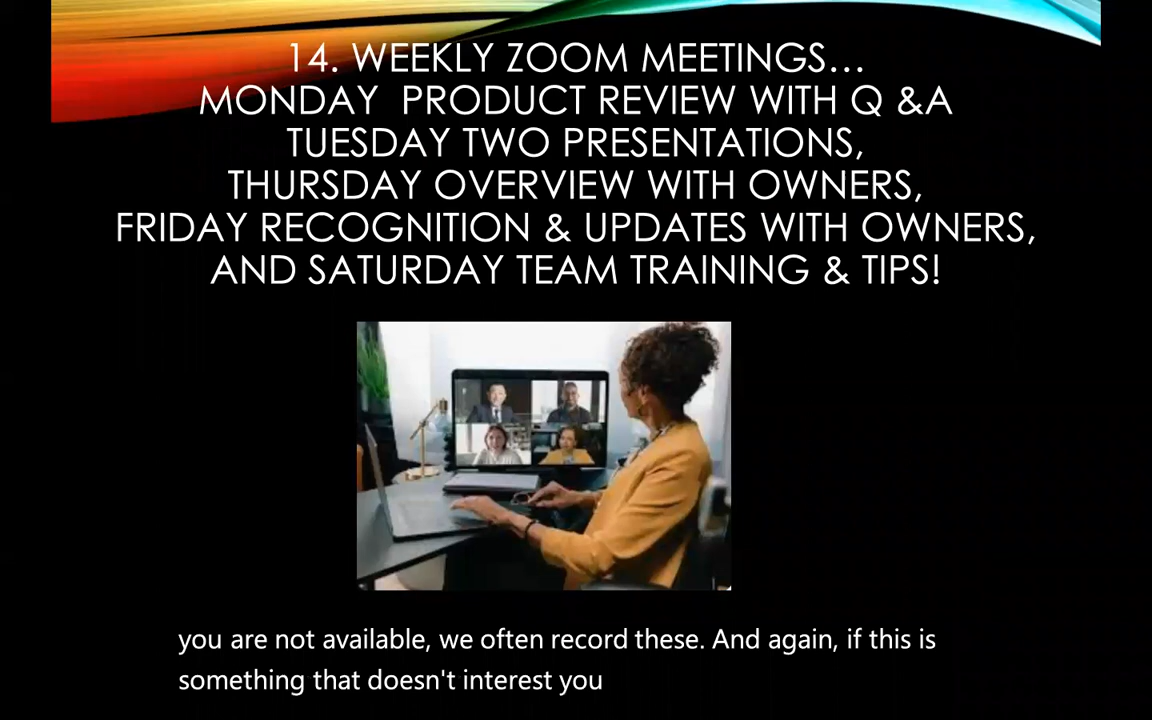 14. WEEKLY ZOOM MEETINGS...
MONDAY  PRODUCT REVIEW WITH Q &A
TUESDAY TWO PRESENTATIONS,
THURSDAY OVERVIEW WITH OWNERS,
FRIDAY RECOGNITION & UPDATES WITH OWNERS,
AND SATURDAY TEAM TRAINING & TIPS!
you are not available, we often record these. And again, if this is
something that doesn't interest you